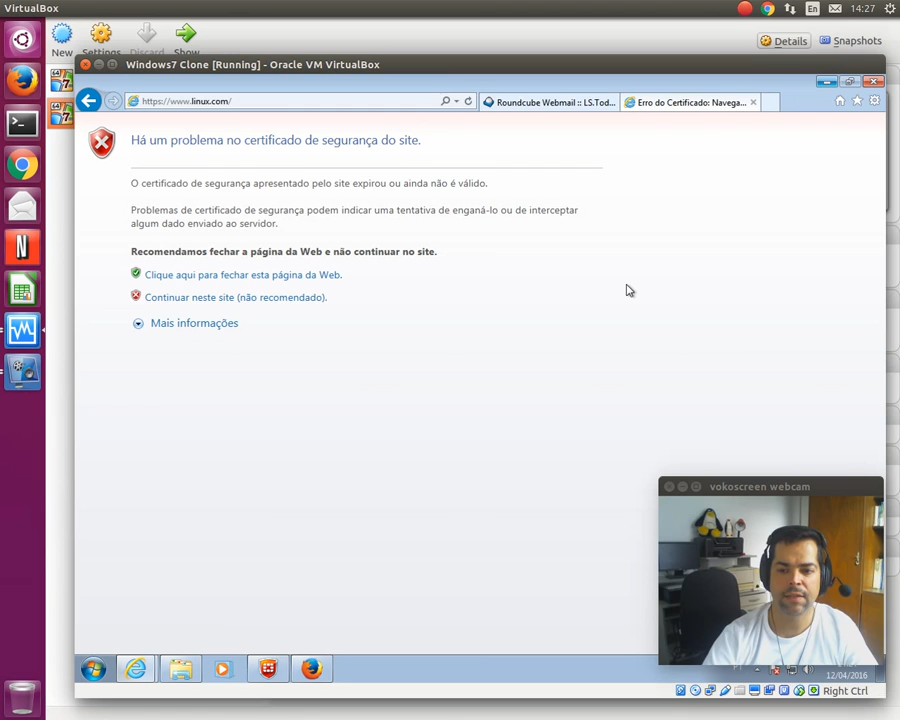 VirtualBox
En
14:27
New
Settings
Discard
Show
Details
Snapshots
Windows7 Clone [Running] - Oracle VM VirtualBox
https://www.linux.com/
Roundcube Webmail :: LS.Tod...
Erro do Certificado: Navega...
Há um problema no certificado de segurança do site.
O certificado de segurança apresentado pelo site expirou ou ainda não é válido.
Problemas de certificado de segurança podem indicar uma tentativa de enganá-lo ou de interceptar
algum dado enviado ao servidor.
Recomendamos fechar a página da Web e não continuar no site.
Clique aqui para fechar esta página da Web.
Continuar neste site (não recomendado).
Mais informações
vokoscreen webcam
12/04/2016
Right Ctrl